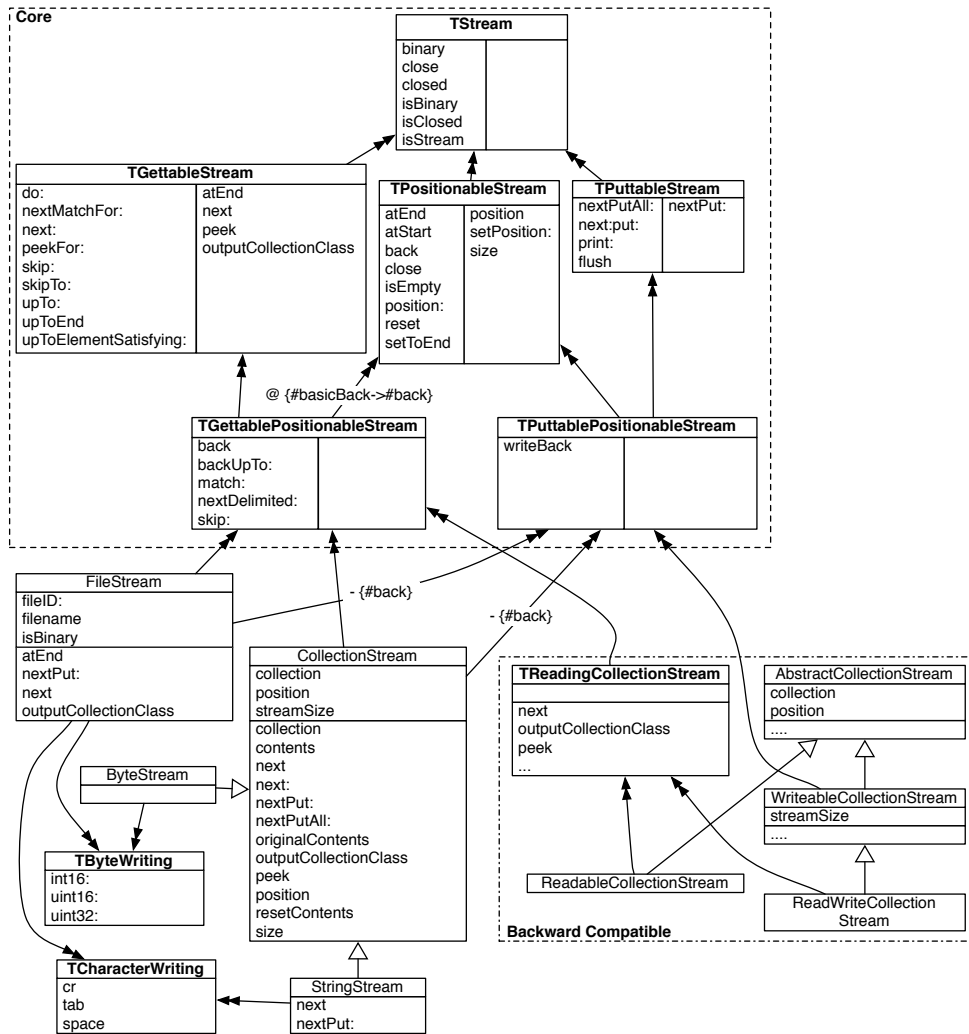 Core
TStream
binary
close
closed
isBinary
isClosed
isStream
TGettableStream
do:
nextMatchFor:
next:
peekFor:
skip:
skipTo:
upTo:
upToEnd
upToElementSatisfying:
atEnd
next
peek
outputCollectionClass
TPositionableStream
atEnd
atStart
back
close
isEmpty
position:
reset
setToEnd
position
setPosition:
size
TPuttableStream
nextPutAll:
next:put:
print:
flush
nextPut:
@ {#basicBack->#back}
TGettablePositionableStream
back
backUpTo:
match:
nextDelimited:
skip:
TPuttablePositionableStream
writeBack
FileStream
fileID:
filename
isBinary
atEnd
nextPut:
next
outputCollectionClass
- {#back}
- {#back}
CollectionStream
collection
position
streamSize
collection
contents
next
next:
nextPut:
nextPutAll:
originalContents
outputCollectionClass
peek
position
resetContents
size
TReadingCollectionStream
next
outputCollectionClass
peek
...
AbstractCollectionStream
collection
position
....
ByteStream
WriteableCollectionStream
streamSize
....
TByteWriting
int16:
uint16:
uint32:
ReadableCollectionStream
ReadWriteCollection
Stream
Backward Compatible
TCharacterWriting
cr
tab
space
StringStream
next
nextPut: